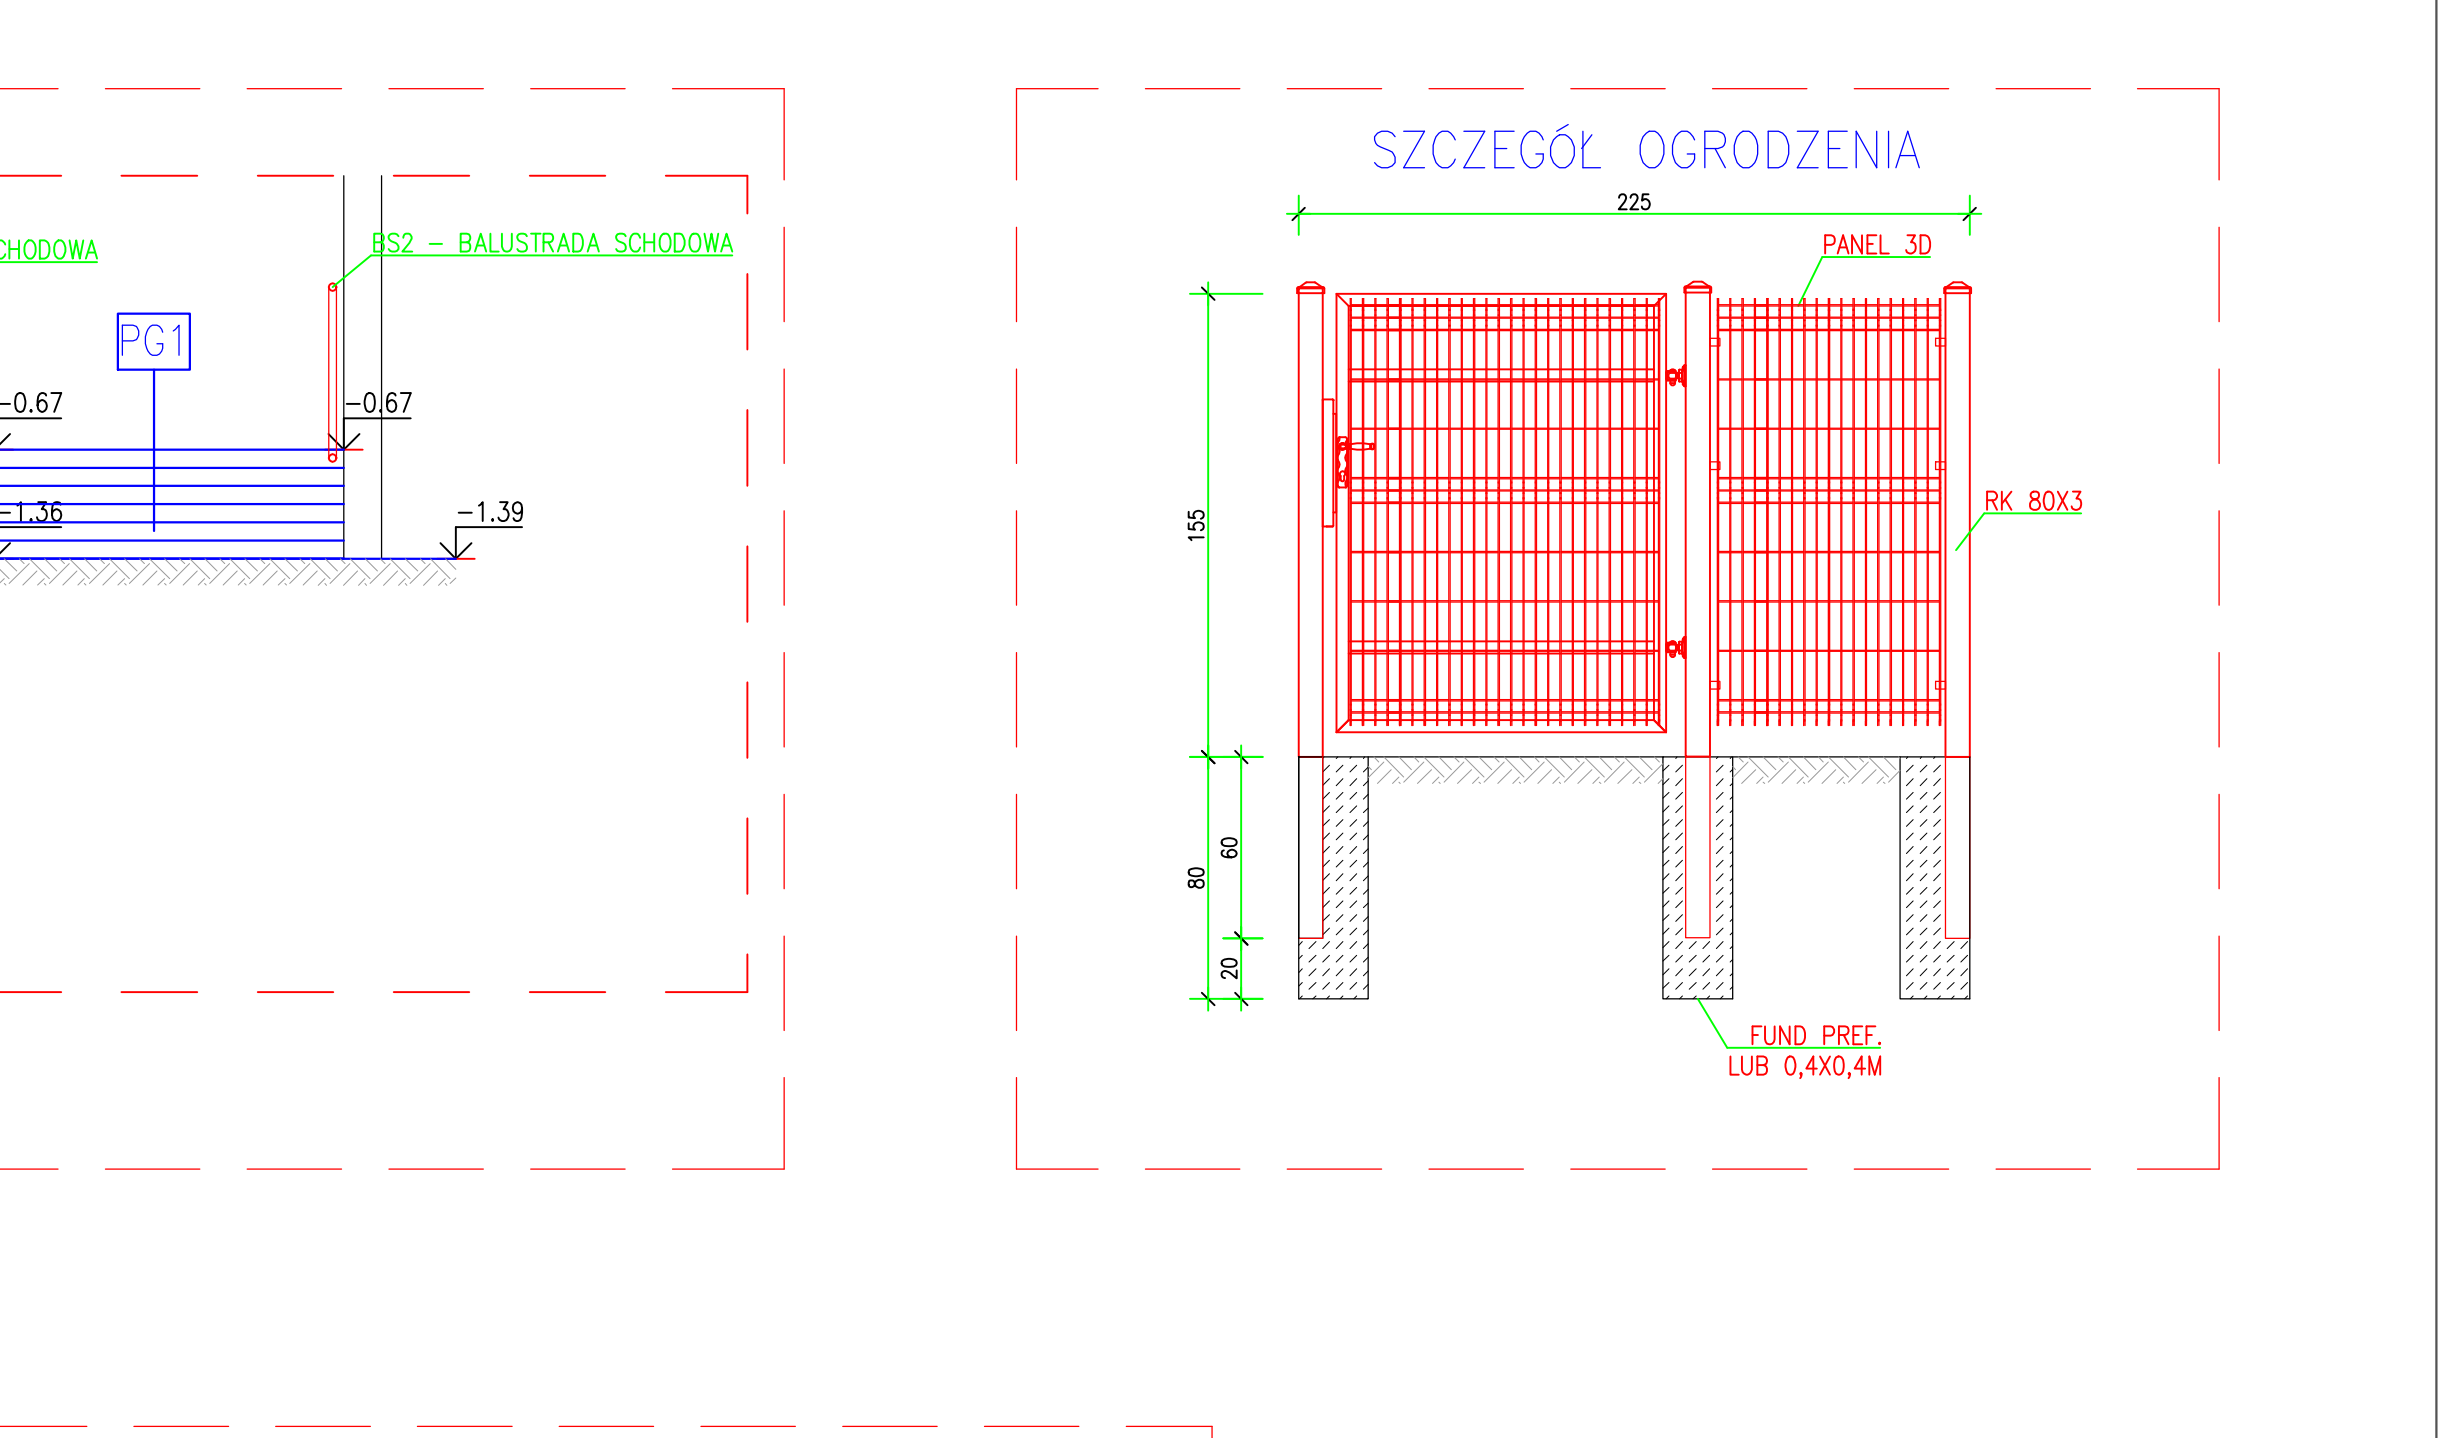 CHODOWA
BS2 - BALUSTRADA SCHODOWA
PG1
-0.67
-0.67
-1.36
-1.39
SZCZEGÓŁ OGRODZENIA
225
PANEL 3D
155
RK 80X3
60
80
20
FUND PREF.
LUB 0,4X0,4M